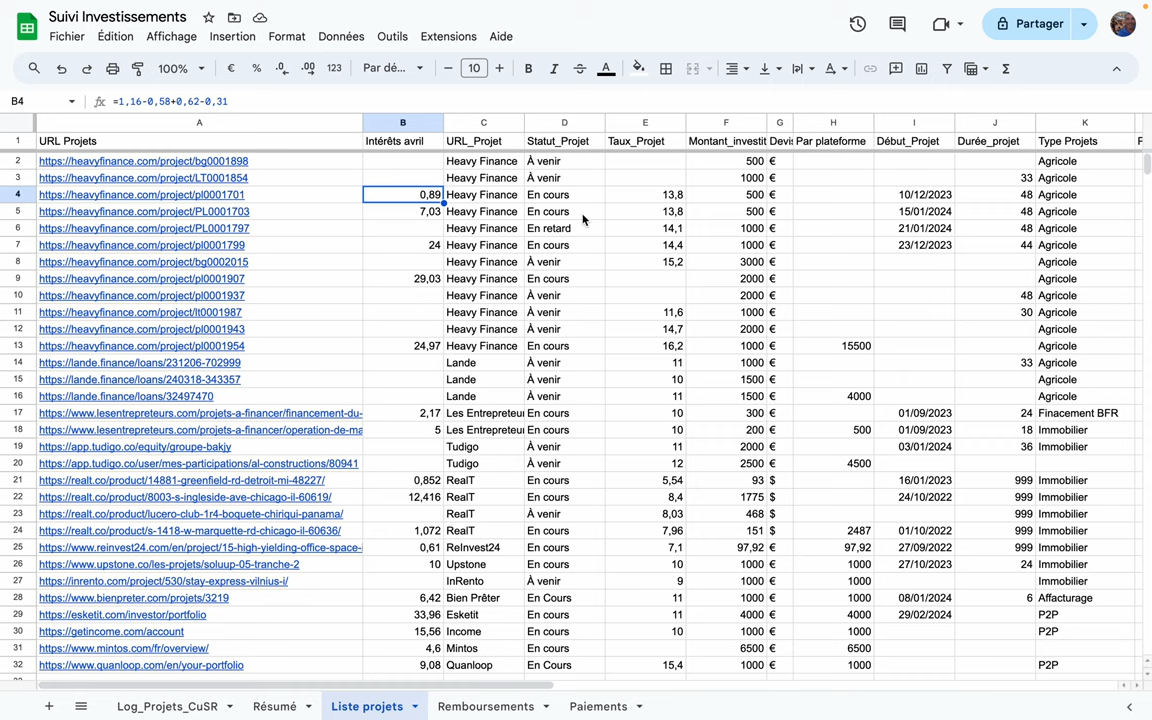 Suivi Investissements
Fichier Édition Affichage Insertion Format Données Outils Extensions Aide
Partager
100% € % .0 .00 123 Par dé... 10
B4 fx =1,16-0,58+0,62-0,31
A B C D E F G H I J K
1 URL Projets Intérêts avril URL_Projet Statut_Projet Taux_Projet Montant_investit Devis Par plateforme Début_Projet Durée_projet Type Projets
2 https://heavyfinance.com/project/bg0001898 Heavy Finance À venir 500 € Agricole
3 https://heavyfinance.com/project/LT0001854 Heavy Finance À venir 1000 € 33 Agricole
4 https://heavyfinance.com/project/pl0001701 0,89 Heavy Finance En cours 13,8 500 € 10/12/2023 48 Agricole
5 https://heavyfinance.com/project/PL0001703 7,03 Heavy Finance En cours 13,8 500 € 15/01/2024 48 Agricole
6 https://heavyfinance.com/project/PL0001797 Heavy Finance En retard 14,1 1000 € 21/01/2024 48 Agricole
7 https://heavyfinance.com/project/pl0001799 24 Heavy Finance En cours 14,4 1000 € 23/12/2023 44 Agricole
8 https://heavyfinance.com/project/bg0002015 Heavy Finance À venir 15,2 3000 € Agricole
9 https://heavyfinance.com/project/pl0001907 29,03 Heavy Finance En cours 2000 € Agricole
10 https://heavyfinance.com/project/pl0001937 Heavy Finance À venir 2000 € 48 Agricole
11 https://heavyfinance.com/project/lt0001987 Heavy Finance À venir 11,6 1000 € 30 Agricole
12 https://heavyfinance.com/project/pl0001943 Heavy Finance À venir 14,7 2000 € Agricole
13 https://heavyfinance.com/project/pl0001954 24,97 Heavy Finance En cours 16,2 1000 € 15500 Agricole
14 https://lande.finance/loans/231206-702999 Lande À venir 11 1000 € 33 Agricole
15 https://lande.finance/loans/240318-343357 Lande À venir 10 1500 € Agricole
16 https://lande.finance/loans/32497470 Lande À venir 11 1500 € 4000 Agricole
17 https://www.lesentrepreteurs.com/projets-a-financer/financement-du- 2,17 Les Entrepreteu En cours 10 300 € 01/09/2023 24 Finacement BFR
18 https://www.lesentrepreteurs.com/projets-a-financer/operation-de-ma 5 Les Entrepreteu En cours 10 200 € 500 01/09/2023 18 Immobilier
19 https://app.tudigo.co/equity/groupe-bakjy Tudigo À venir 11 2000 € 03/01/2024 36 Immobilier
20 https://app.tudigo.co/user/mes-participations/al-constructions/80941 Tudigo À venir 12 2500 € 4500
21 https://realt.co/product/14881-greenfield-rd-detroit-mi-48227/ 0,852 RealT En cours 5,54 93 $ 16/01/2023 999 Immobilier
22 https://realt.co/product/8003-s-ingleside-ave-chicago-il-60619/ 12,416 RealT En cours 8,4 1775 $ 24/10/2022 999 Immobilier
23 https://realt.co/product/lucero-club-1r4-boquete-chiriqui-panama/ RealT À venir 8,03 468 $ 999 Immobilier
24 https://realt.co/product/s-1418-w-marquette-rd-chicago-il-60636/ 1,072 RealT En cours 7,96 151 $ 2487 01/10/2022 999 Immobilier
25 https://www.reinvest24.com/en/project/15-high-yielding-office-space-i 0,61 ReInvest24 En cours 7,1 97,92 € 97,92 27/09/2022 999 Immobilier
26 https://www.upstone.co/les-projets/soluup-05-tranche-2 10 Upstone En cours 10 1000 € 1000 27/10/2023 24 Immobilier
27 https://inrento.com/project/530/stay-express-vilnius-i/ InRento À venir 9 1000 € 1000 Immobilier
28 https://www.bienpreter.com/projets/3219 6,42 Bien Prêter En Cours 11 1000 € 1000 08/01/2024 6 Affacturage
29 https://esketit.com/investor/portfolio 33,96 Esketit En cours 11 4000 € 4000 29/02/2024 P2P
30 https://getincome.com/account 15,56 Income En cours 10 1000 € 1000 P2P
31 https://www.mintos.com/fr/overview/ 4,6 Mintos En cours 6500 € 6500
32 https://www.quanloop.com/en/your-portfolio 9,08 Quanloop En Cours 15,4 1000 € 1000 P2P
Log_Projets_CuSR Résumé Liste projets Remboursements Paiements